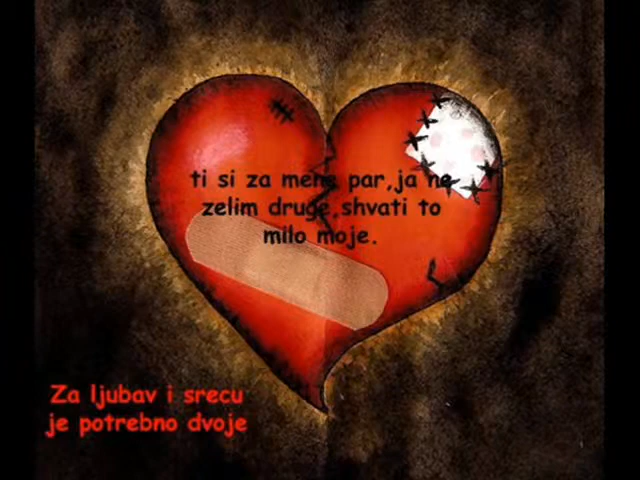 ti si za mene par,ja ne
zelim druge,shvati to
milo moje.
Za ljubav i srecu
je potrebno dvoje